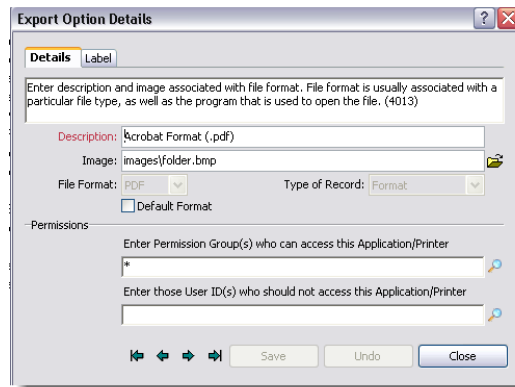 Export Option Details
Details Label
Enter description and image associated with file format. File format is usually associated with a
particular file type, as well as the program that is used to open the file. (4013)
Description: Acrobat Format (.pdf)
Image: images\folder.bmp
File Format: PDF Type of Record: Format
Default Format
Permissions
Enter Permission Group(s) who can access this Application/Printer
*
Enter those User ID(s) who should not access this Application/Printer
Save Undo Close